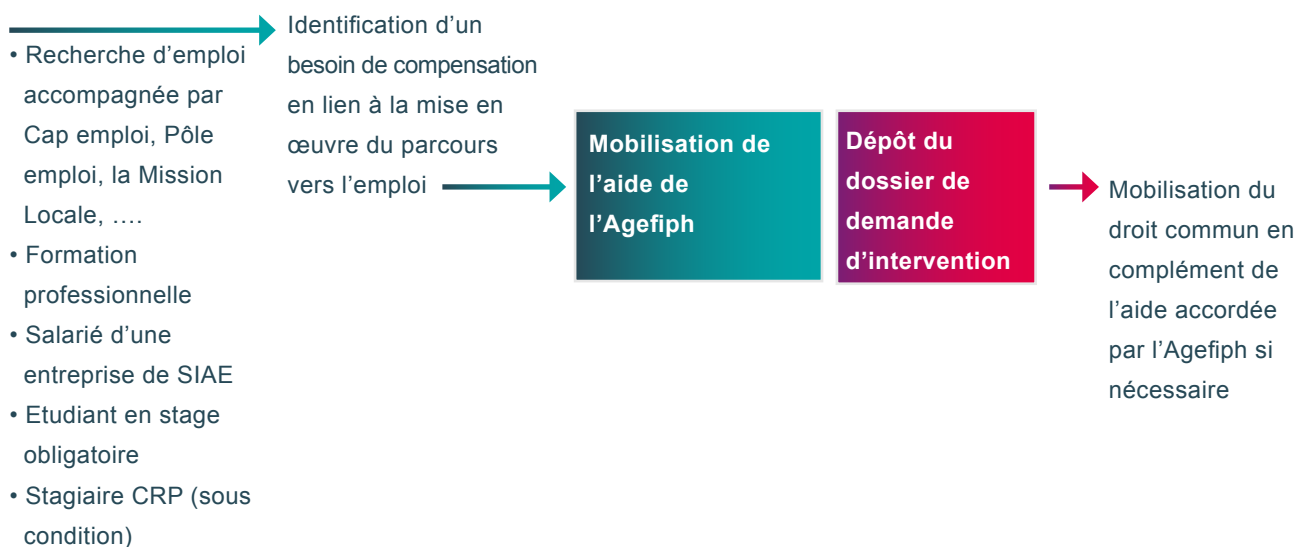 • Recherche d’emploi
accompagnée par
Cap emploi, Pôle
emploi, la Mission
Locale, ….
• Formation
professionnelle
• Salarié d’une
entreprise de SIAE
• Etudiant en stage
obligatoire
• Stagiaire CRP (sous
condition)
Identification d’un
besoin de compensation
en lien à la mise en
œuvre du parcours
vers l’emploi
Mobilisation de
l’aide de
l’Agefiph
Dépôt du
dossier de
demande
d’intervention
Mobilisation du
droit commun en
complément de
l’aide accordée
par l’Agefiph si
nécessaire